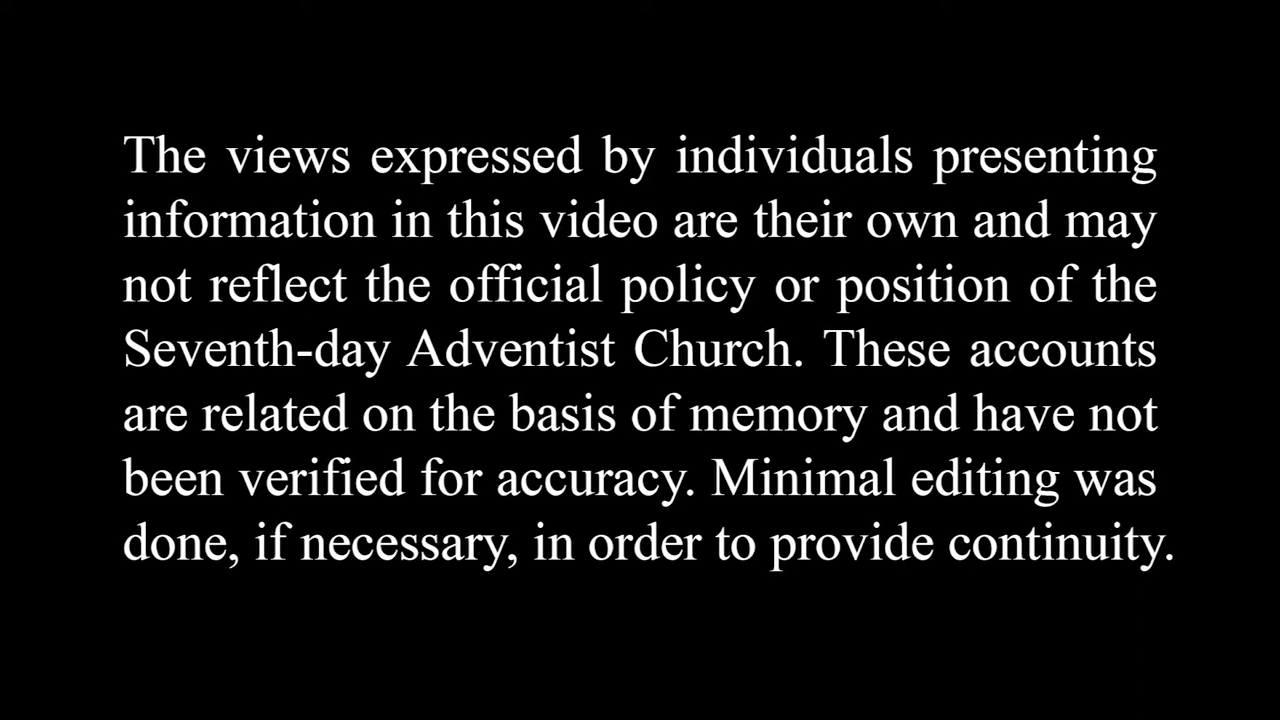 The views expressed by individuals presenting
information in this video are their own and may
not reflect the official policy or position of the
Seventh-day Adventist Church. These accounts
are related on the basis of memory and have not
been verified for accuracy. Minimal editing was
done, if necessary, in order to provide continuity.